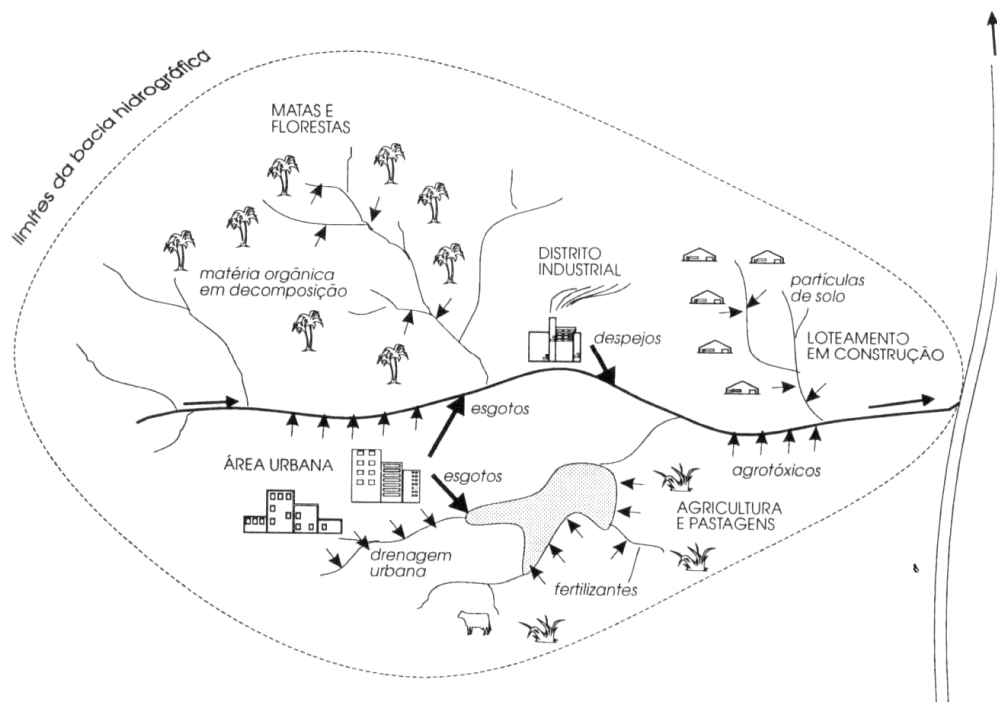 limites da bacia hidrográfica
MATAS E
FLORESTAS
matéria orgânica
em decomposição
DISTRITO
INDUSTRIAL
despejos
partículas
de solo
LOTEAMENTO
EM CONSTRUÇÃO
esgotos
ÁREA URBANA
esgotos
agrotóxicos
AGRICULTURA
E PASTAGENS
drenagem
urbana
fertilizantes